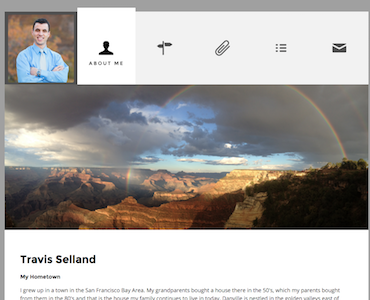 ABOUT ME
Travis Selland
My Hometown
I grew up in a town in the San Francisco Bay Area. My grandparents bought a house there in the 50's, which my parents bought
from them in the 80's and that is the house my family continues to live in today. Danville is nestled in the golden valleys east of